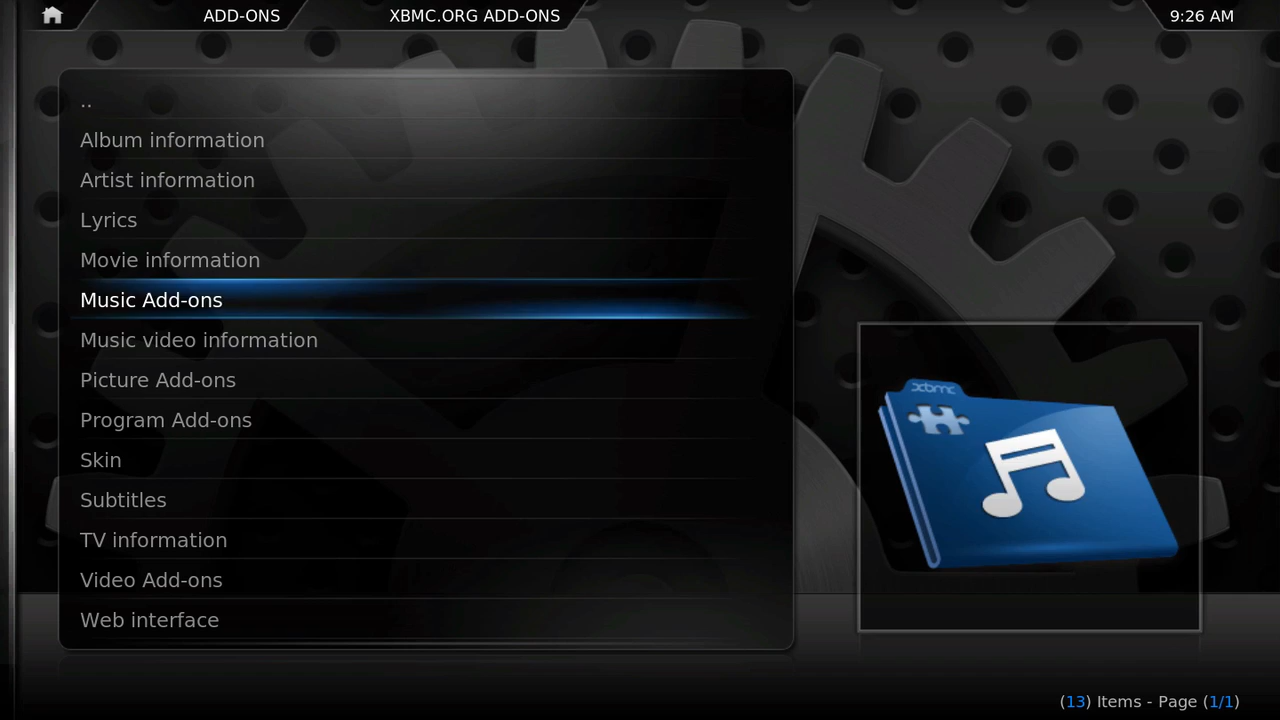 ADD-ONS XBMC.ORG ADD-ONS 9:26 AM
..
Album information
Artist information
Lyrics
Movie information
Music Add-ons
Music video information
Picture Add-ons
Program Add-ons
Skin
Subtitles
TV information
Video Add-ons
Web interface
xbmc
(13) Items - Page (1/1)